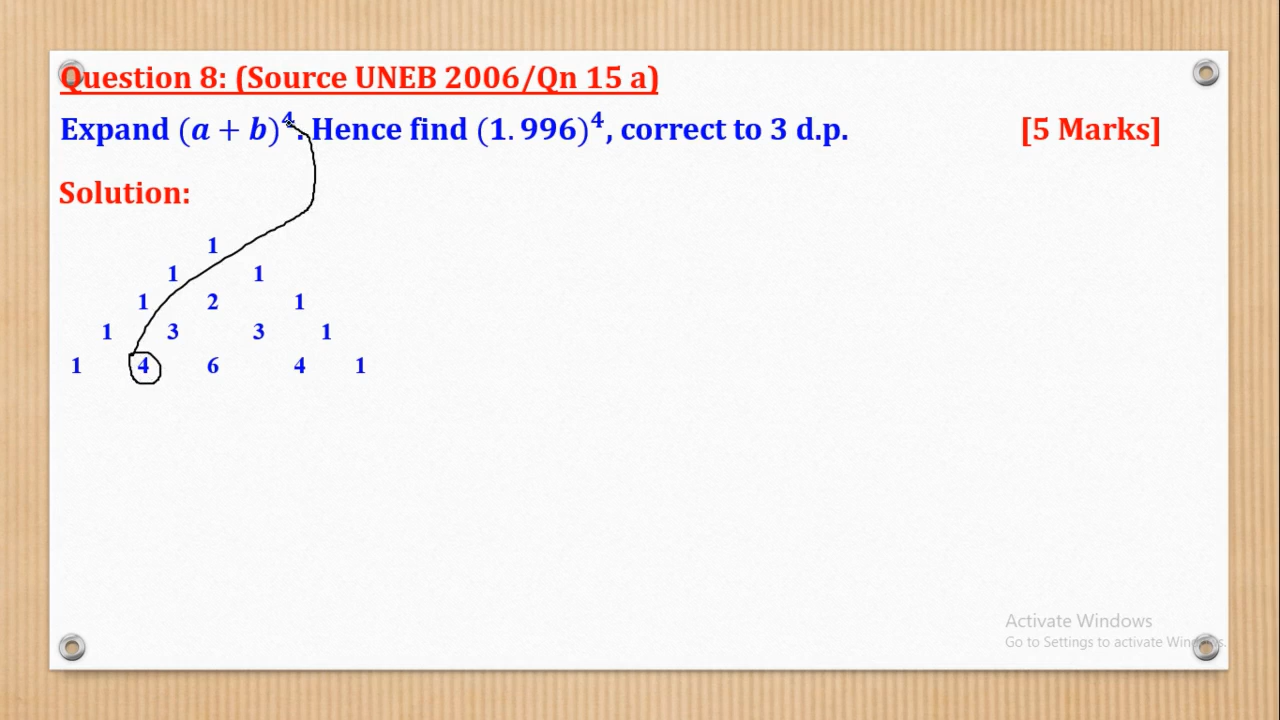 Question 8: (Source UNEB 2006/Qn 15 a)
Expand (a + b)⁴. Hence find (1.996)⁴, correct to 3 d.p. [5 Marks]
Solution:
1
1 1
1 2 1
1 3 3 1
1 4 6 4 1
Activate Windows
Go to Settings to activate Windows.